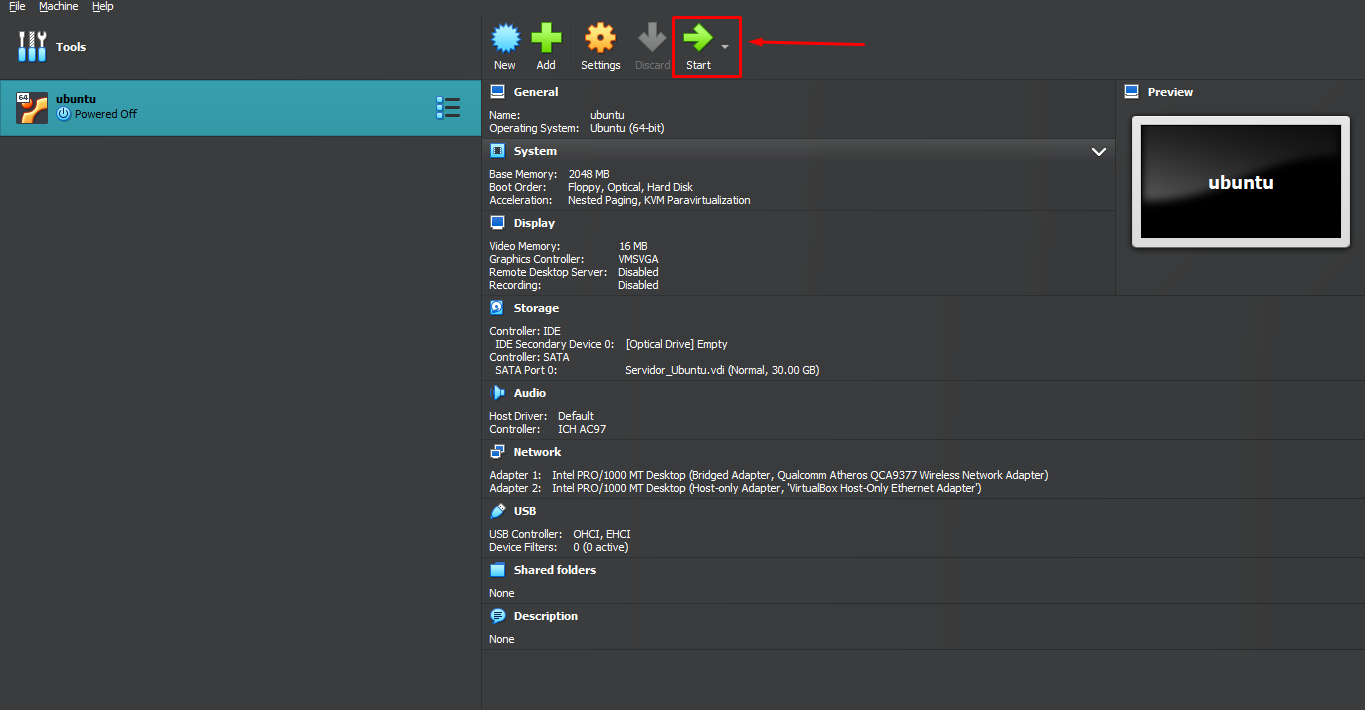 File Machine Help
Tools
New Add Settings Discard Start
64
ubuntu
Powered Off
General
Name: ubuntu
Operating System: Ubuntu (64-bit)
Preview
ubuntu
System
Base Memory: 2048 MB
Boot Order: Floppy, Optical, Hard Disk
Acceleration: Nested Paging, KVM Paravirtualization
Display
Video Memory: 16 MB
Graphics Controller: VMSVGA
Remote Desktop Server: Disabled
Recording: Disabled
Storage
Controller: IDE
IDE Secondary Device 0: [Optical Drive] Empty
Controller: SATA
SATA Port 0: Servidor_Ubuntu.vdi (Normal, 30.00 GB)
Audio
Host Driver: Default
Controller: ICH AC97
Network
Adapter 1: Intel PRO/1000 MT Desktop (Bridged Adapter, Qualcomm Atheros QCA9377 Wireless Network Adapter)
Adapter 2: Intel PRO/1000 MT Desktop (Host-only Adapter, 'VirtualBox Host-Only Ethernet Adapter')
USB
USB Controller: OHCI, EHCI
Device Filters: 0 (0 active)
Shared folders
None
Description
None